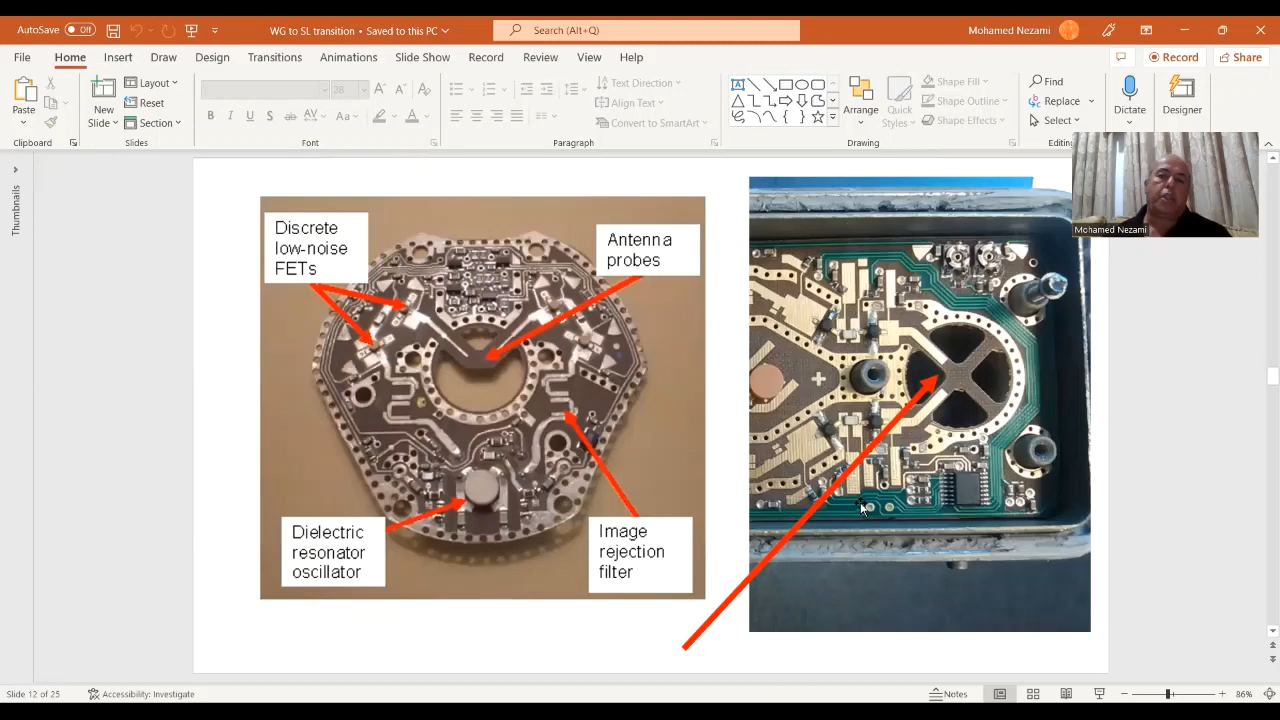 AutoSave Off WG to SL transition • Saved to this PC Search (Alt+Q) Mohamed Nezami
File Home Insert Draw Design Transitions Animations Slide Show Record Review View Help Record Share
Paste
New
Slide
Layout
Reset
Section
28
Text Direction
Align Text
Convert to SmartArt
Arrange
Quick
Styles
Shape Fill
Shape Outline
Shape Effects
Find
Replace
Select
Dictate
Designer
Clipboard Slides Font Paragraph Drawing Editing
Thumbnails
Discrete
low-noise
FETs
Antenna
probes
Dielectric
resonator
oscillator
Image
rejection
filter
Mohamed Nezami
Slide 12 of 25 Accessibility: Investigate Notes 86%